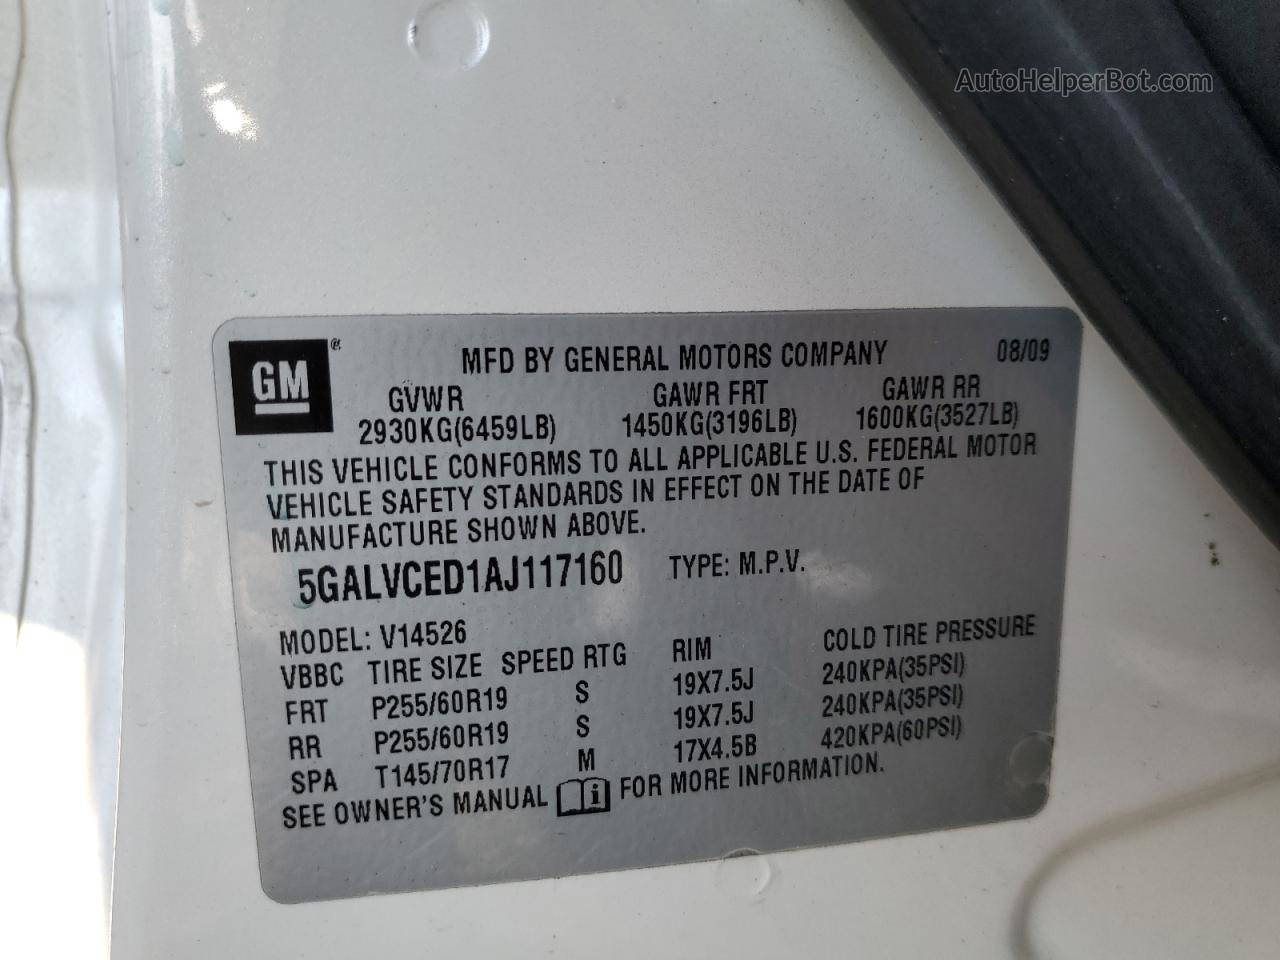 AutoHelperBot.com
GM ®
MFD BY GENERAL MOTORS COMPANY 08/09
GVWR GAWR FRT GAWR RR
2930KG(6459LB) 1450KG(3196LB) 1600KG(3527LB)
THIS VEHICLE CONFORMS TO ALL APPLICABLE U.S. FEDERAL MOTOR
VEHICLE SAFETY STANDARDS IN EFFECT ON THE DATE OF
MANUFACTURE SHOWN ABOVE.
5GALVCED1AJ117160 TYPE: M.P.V.
MODEL: V14526
VBBC TIRE SIZE SPEED RTG RIM COLD TIRE PRESSURE
FRT P255/60R19 S 19X7.5J 240KPA(35PSI)
RR P255/60R19 S 19X7.5J 240KPA(35PSI)
SPA T145/70R17 M 17X4.5B 420KPA(60PSI)
SEE OWNER'S MANUAL i FOR MORE INFORMATION.